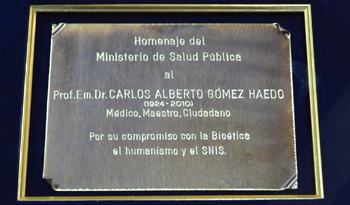 Homenaje del
Ministerio de Salud Pública
al
Prof. Em. Dr. CARLOS ALBERTO GÓMEZ HAEDO
(1924-2010)
Médico, Maestro, Ciudadano
Por su compromiso con la Bioética
el humanismo y el SNIS.